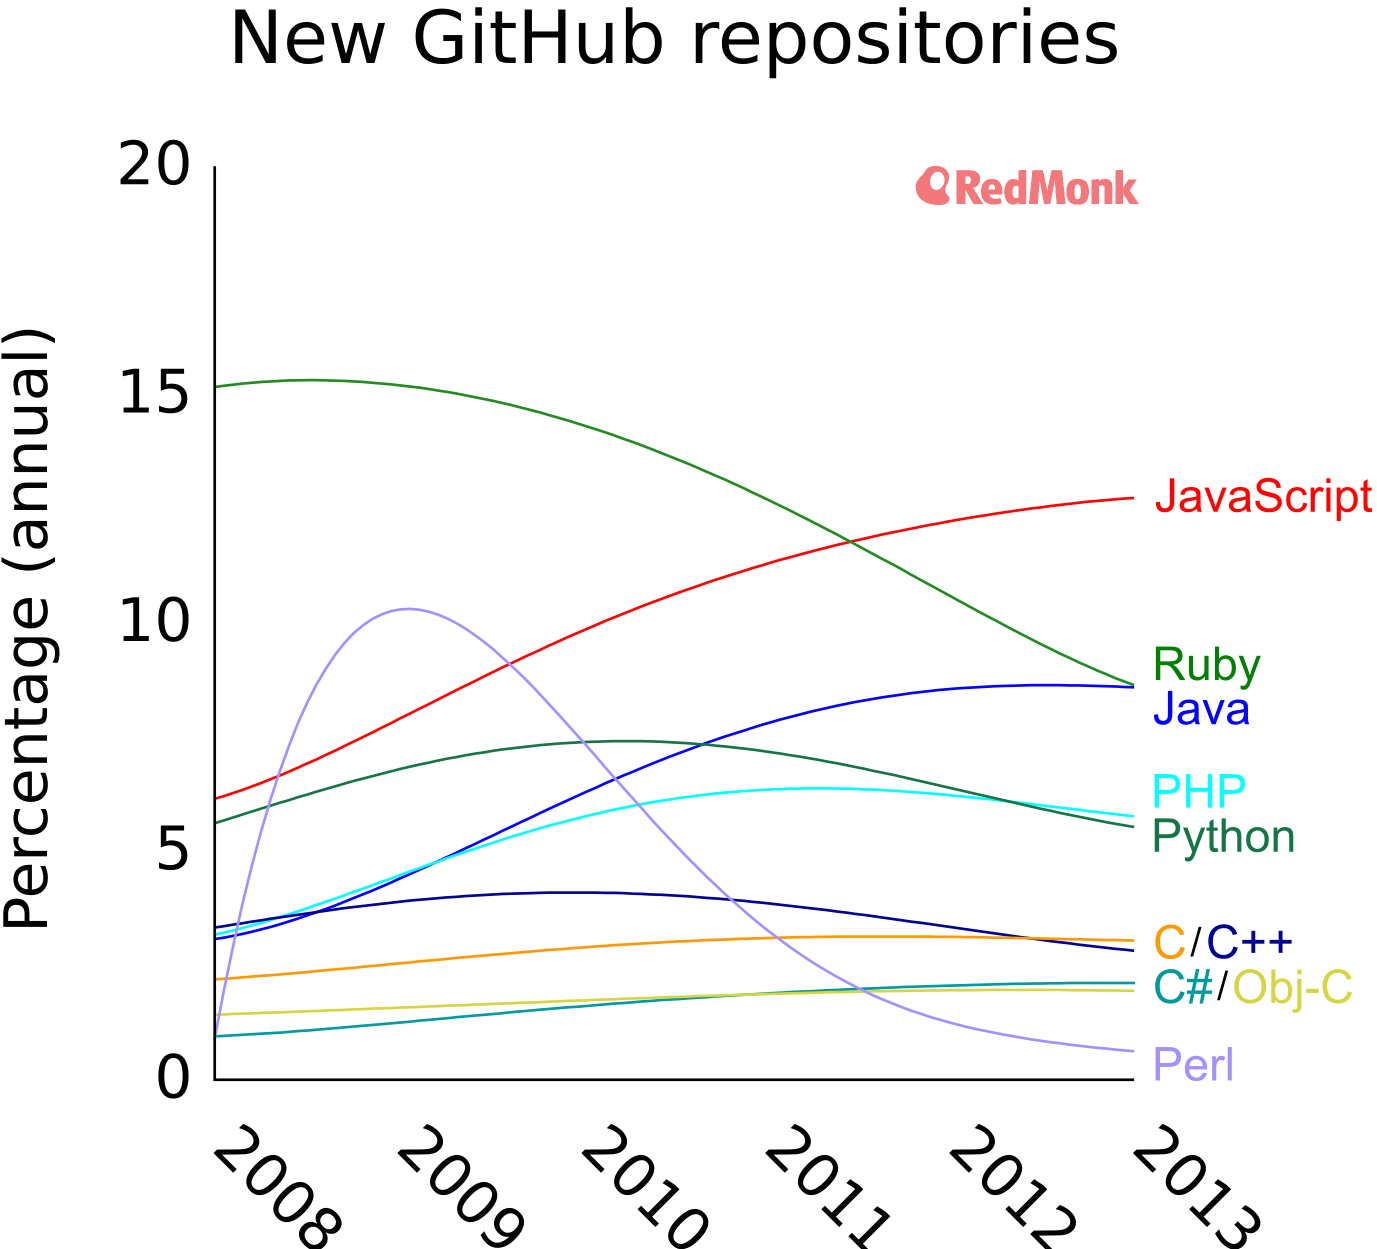 New GitHub repositories
RedMonk
Percentage (annual)
20
15
10
5
0
JavaScript
Ruby
Java
PHP
Python
C/C++
C#/Obj-C
Perl
2008
2009
2010
2011
2012
2013